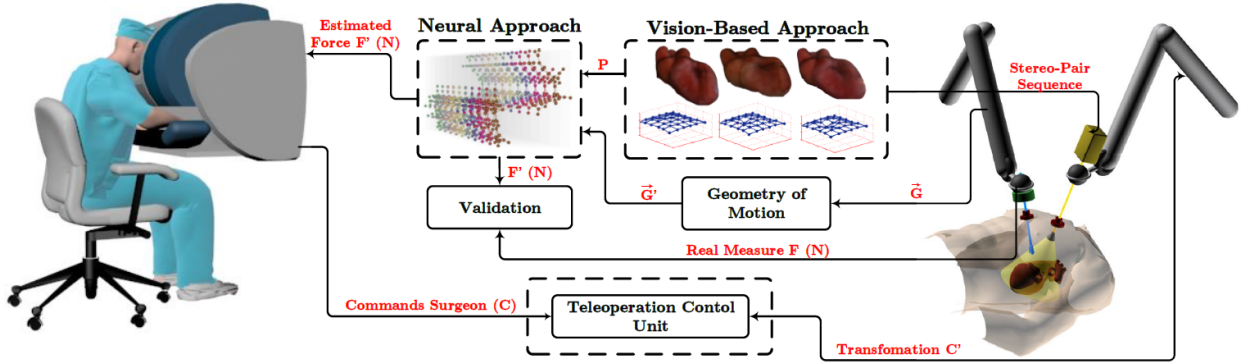 Neural Approach
Vision-Based Approach
Estimated
Force F' (N)
P
Stereo-Pair
Sequence
F' (N)
G⃗'
Geometry of
Motion
G⃗
Validation
Real Measure F (N)
Commands Surgeon (C)
Teleoperation Contol
Unit
Transfomation C'